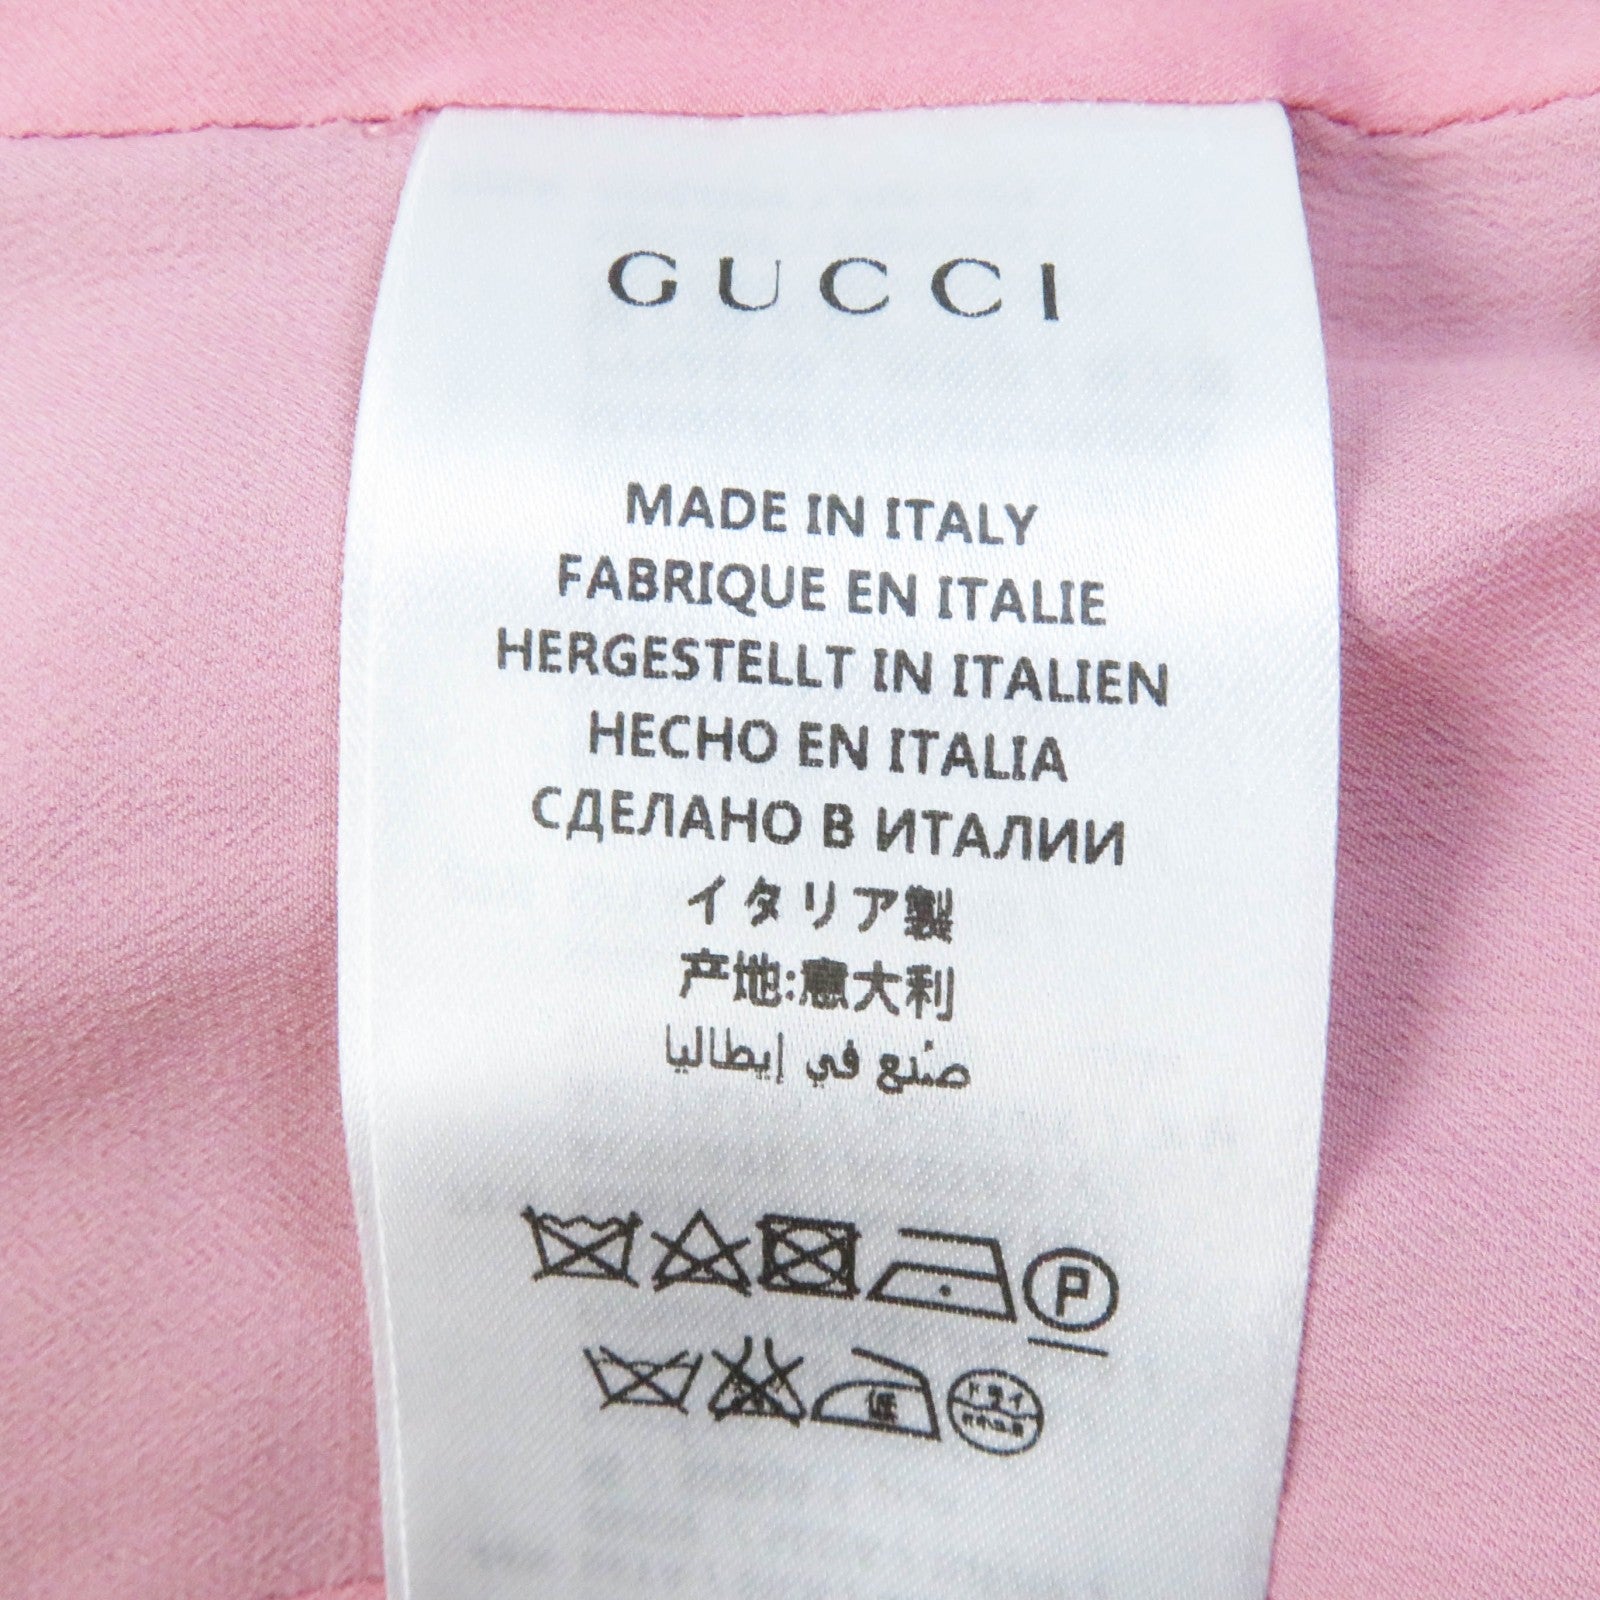 GUCCI
MADE IN ITALY
FABRIQUE EN ITALIE
HERGESTELLT IN ITALIEN
HECHO EN ITALIA
СДЕЛАНО В ИТАЛИИ
イタリア製
产地:意大利
صُنع في إيطاليا
P
低
ドライ